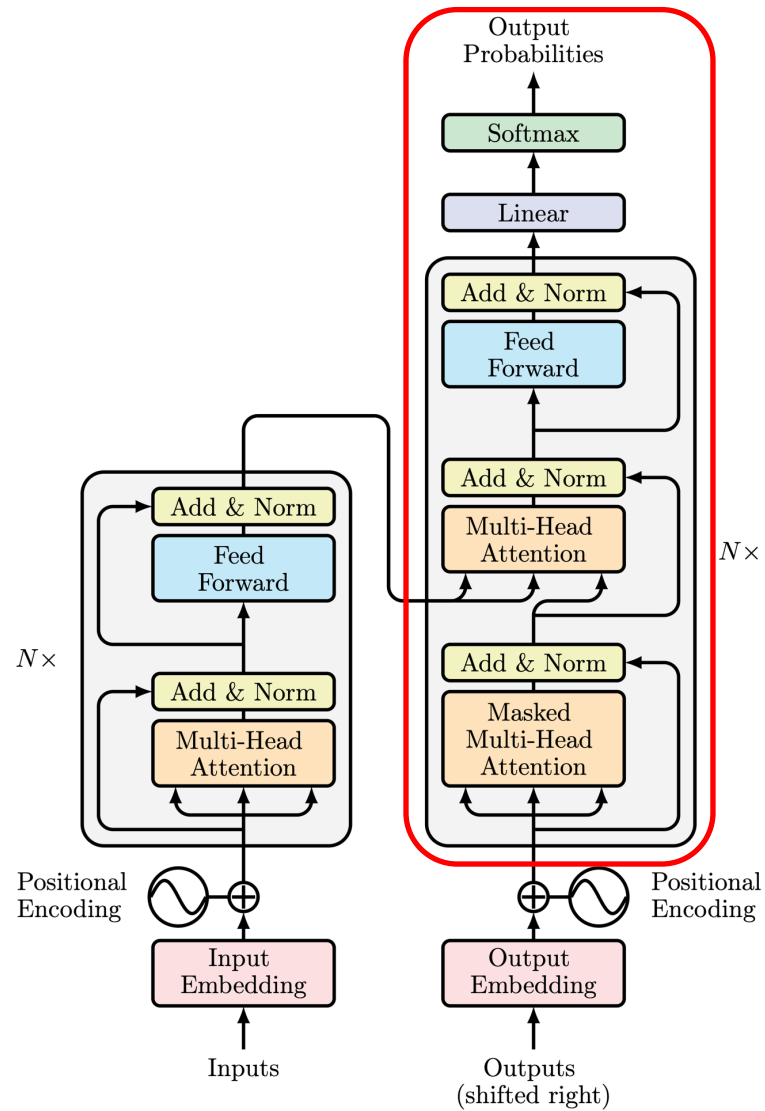 Output
Probabilities
Softmax
Linear
Add & Norm
Feed
Forward
Add & Norm
Multi-Head
Attention
N×
Add & Norm
Masked
Multi-Head
Attention
Add & Norm
Feed
Forward
N×
Add & Norm
Multi-Head
Attention
Positional
Encoding
Positional
Encoding
Input
Embedding
Output
Embedding
Inputs
Outputs
(shifted right)